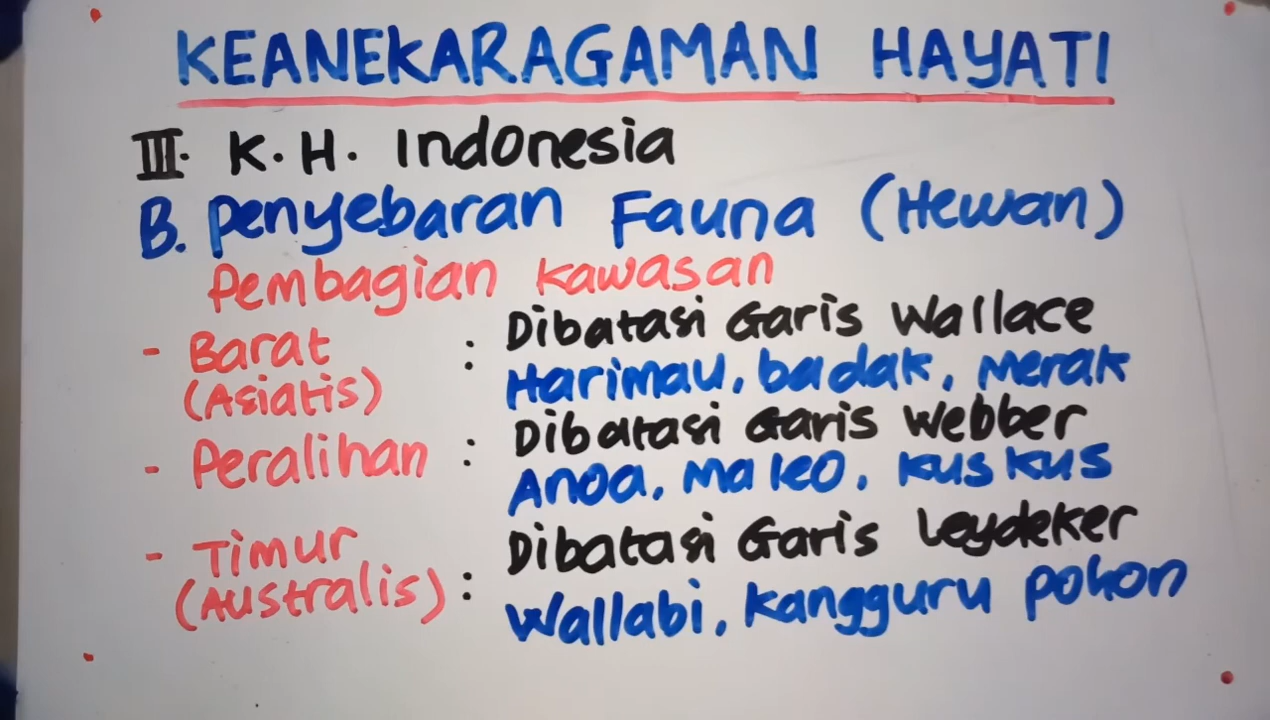 KEANEKARAGAMAN HAYATI
III. K.H. Indonesia
B. Penyebaran Fauna (Hewan)
Pembagian kawasan
- Barat (Asiatis) : Dibatasi Garis Wallace
Harimau, badak, Merak
- Peralihan : Dibatasi Garis Webber
Anoa, Maleo, Kuskus
- Timur (Australis) : Dibatasi Garis Leydeker
Wallabi, Kangguru pohon